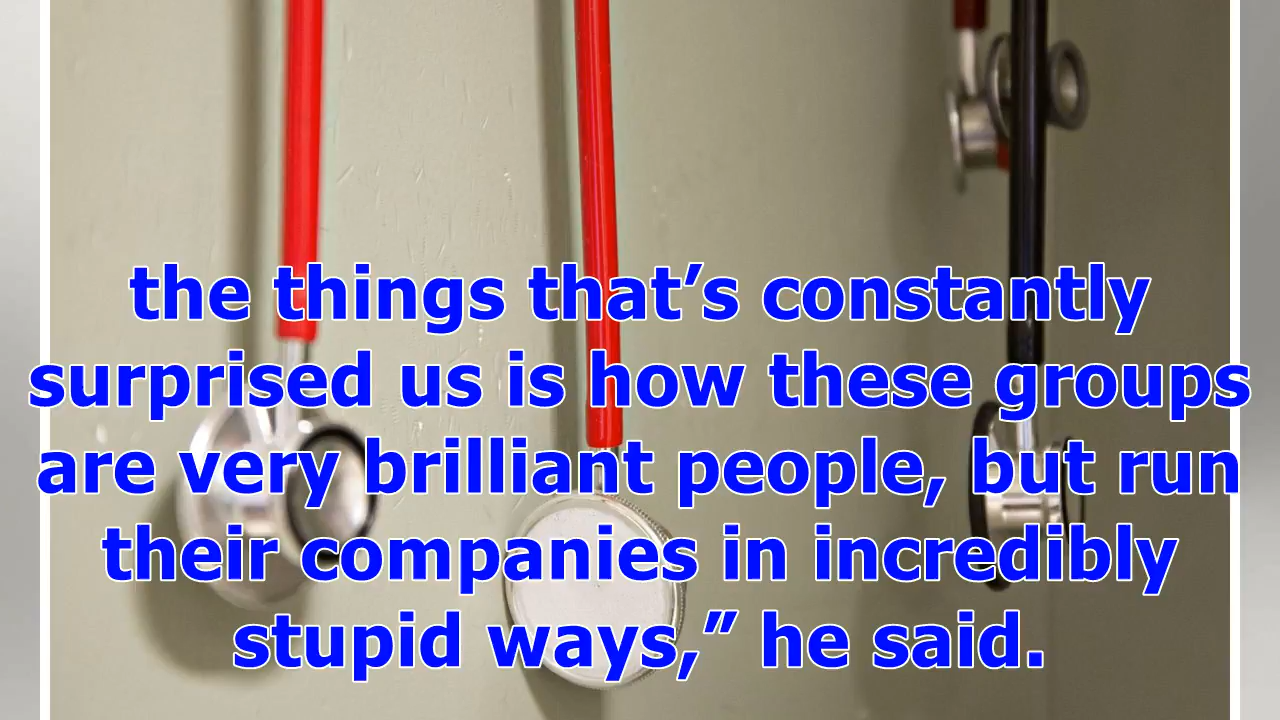 the things that’s constantly
surprised us is how these groups
are very brilliant people, but run
their companies in incredibly
stupid ways,” he said.